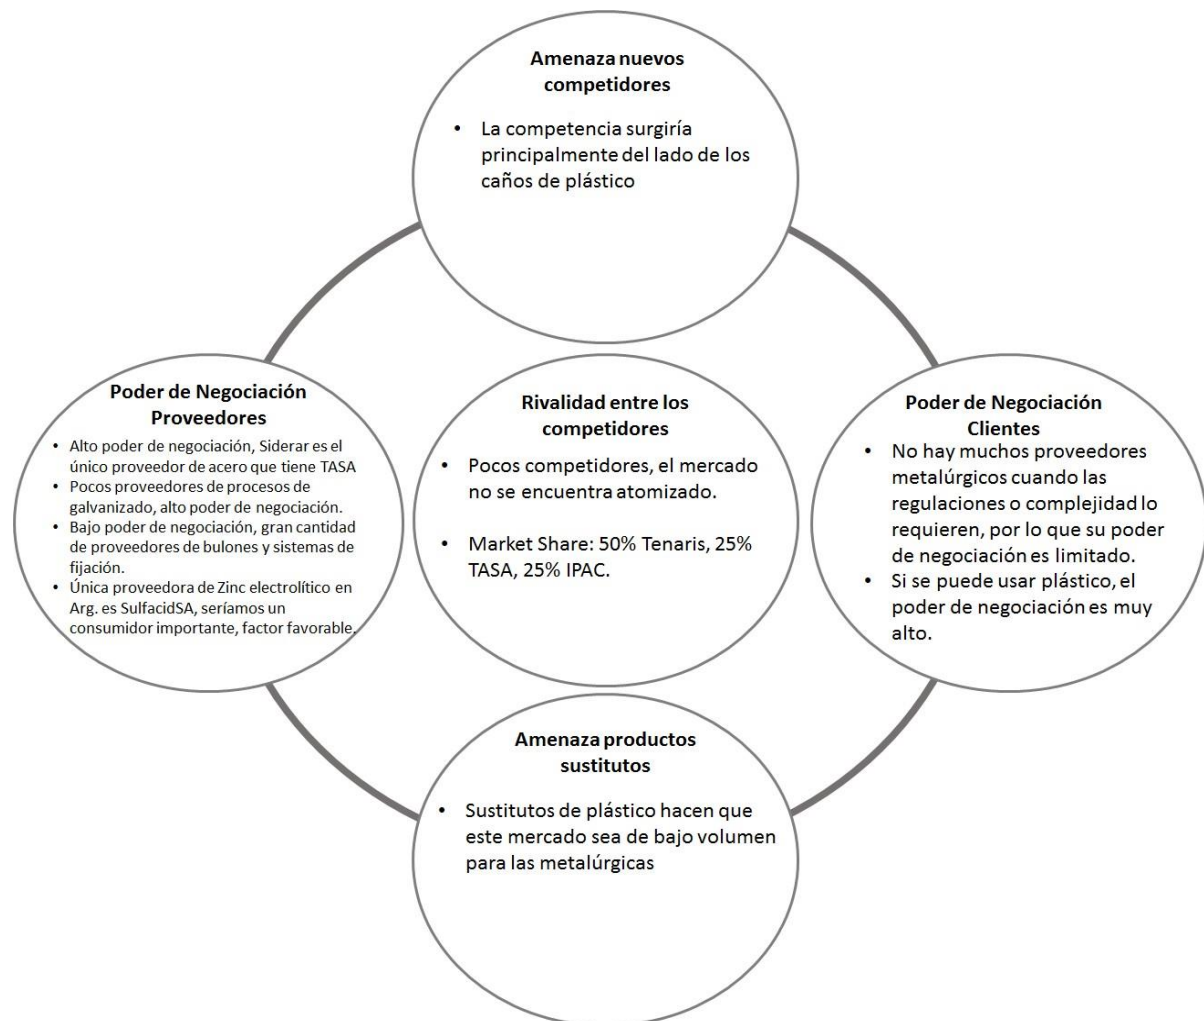 Amenaza nuevos
competidores
• La competencia surgiría
principalmente del lado de los
caños de plástico
Poder de Negociación
Proveedores
• Alto poder de negociación, Siderar es el
único proveedor de acero que tiene TASA
• Pocos proveedores de procesos de
galvanizado, alto poder de negociación.
• Bajo poder de negociación, gran cantidad
de proveedores de bulones y sistemas de
fijación.
• Única proveedora de Zinc electrolítico en
Arg. es SulfacidSA, seríamos un
consumidor importante, factor favorable.
Rivalidad entre los
competidores
• Pocos competidores, el mercado
no se encuentra atomizado.
• Market Share: 50% Tenaris, 25%
TASA, 25% IPAC.
Poder de Negociación
Clientes
• No hay muchos proveedores
metalúrgicos cuando las
regulaciones o complejidad lo
requieren, por lo que su poder
de negociación es limitado.
• Si se puede usar plástico, el
poder de negociación es muy
alto.
Amenaza productos
sustitutos
• Sustitutos de plástico hacen que
este mercado sea de bajo volumen
para las metalúrgicas